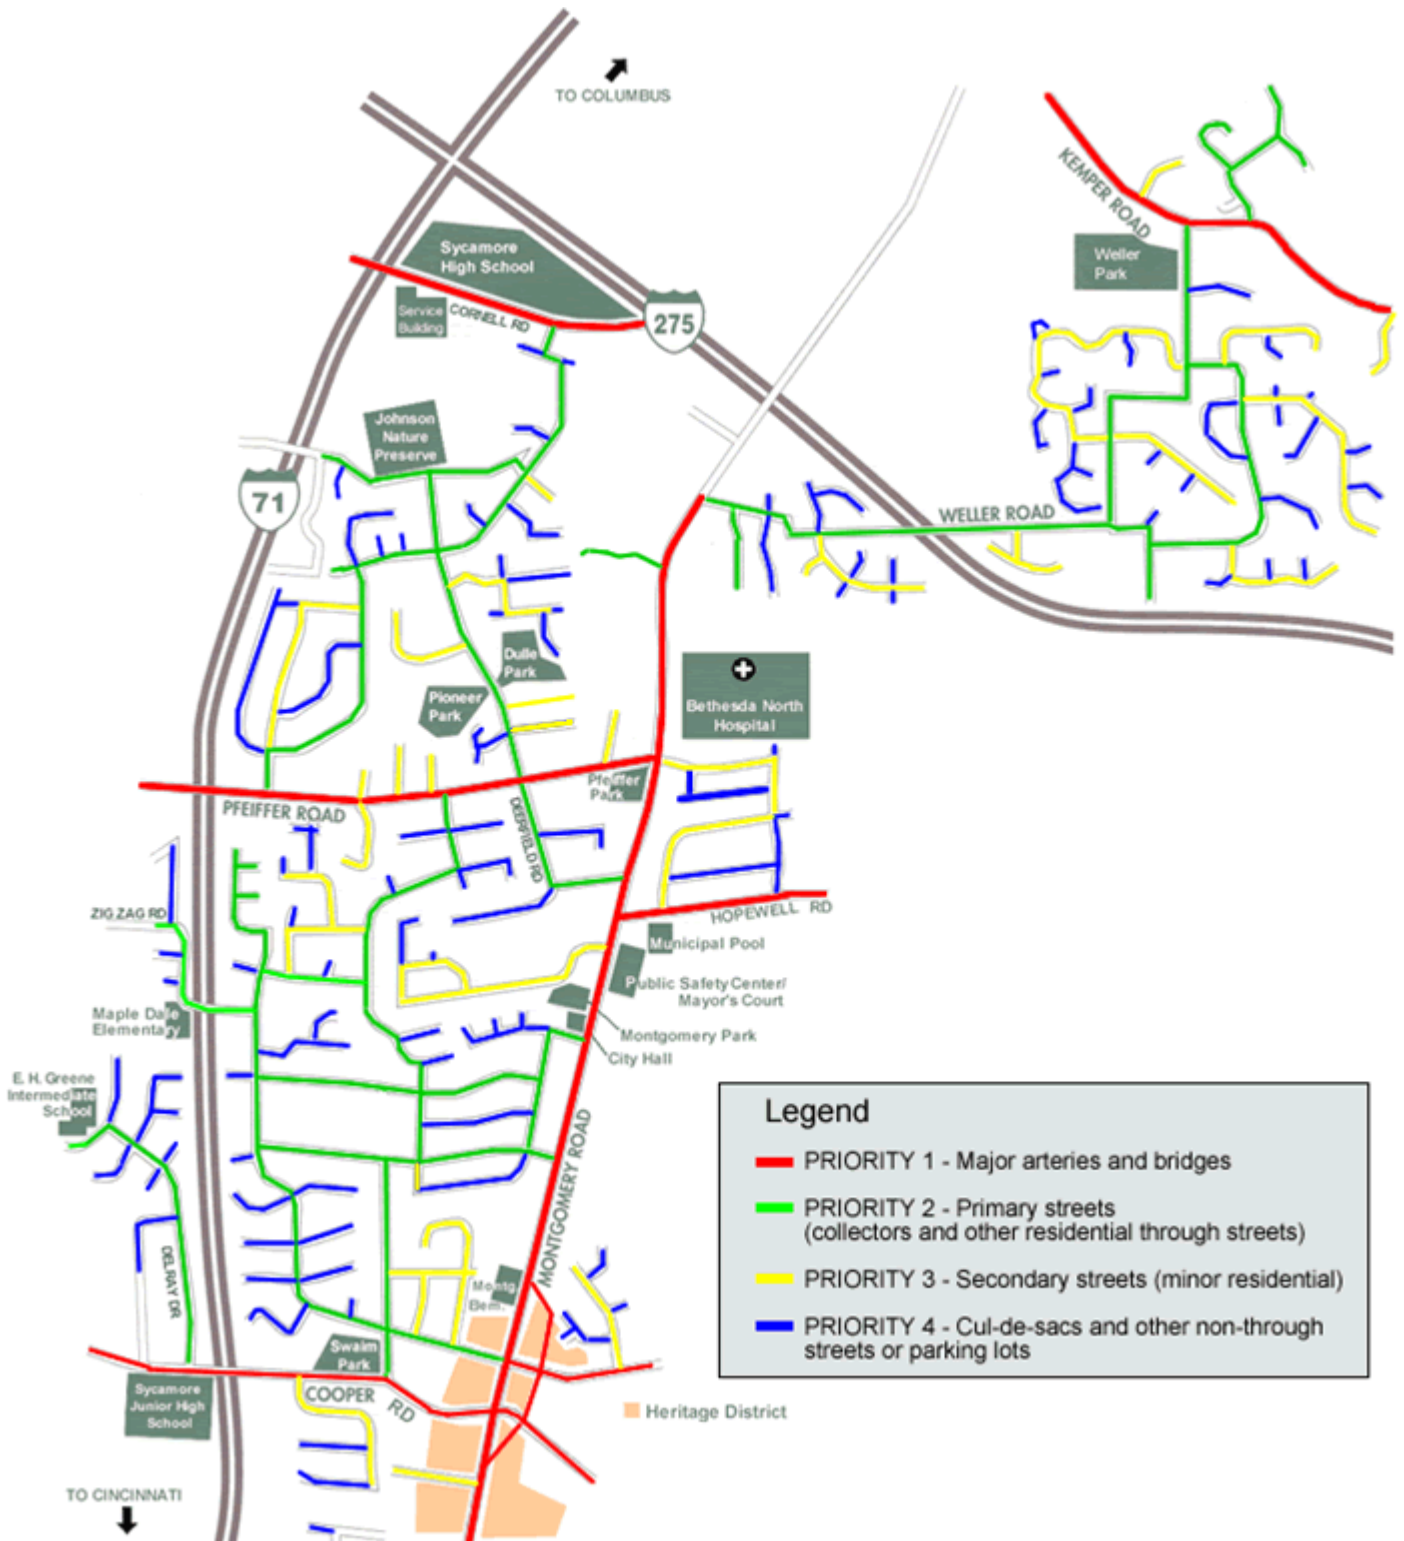 TO COLUMBUS
KEMPER ROAD
Sycamore
High School
Weller
Park
Service
Building
CORNELL RD
275
Johnson
Nature
Preserve
71
WELLER ROAD
Dulle
Park
Pioneer
Park
Bethesda North
Hospital
Pfeiffer
Park
PFEIFFER ROAD
DEERFIELD RD
ZIG ZAG RD
HOPEWELL RD
Municipal Pool
Public Safety Center/
Mayor's Court
Maple Dale
Elementary
Montgomery Park
City Hall
E. H. Greene
Intermediate
School
MONTGOMERY ROAD
Legend
PRIORITY 1 - Major arteries and bridges
PRIORITY 2 - Primary streets
(collectors and other residential through streets)
PRIORITY 3 - Secondary streets (minor residential)
PRIORITY 4 - Cul-de-sacs and other non-through
streets or parking lots
DELRAY DR
Montg.
Elem.
Swaim
Park
COOPER RD
Sycamore
Junior High
School
Heritage District
TO CINCINNATI